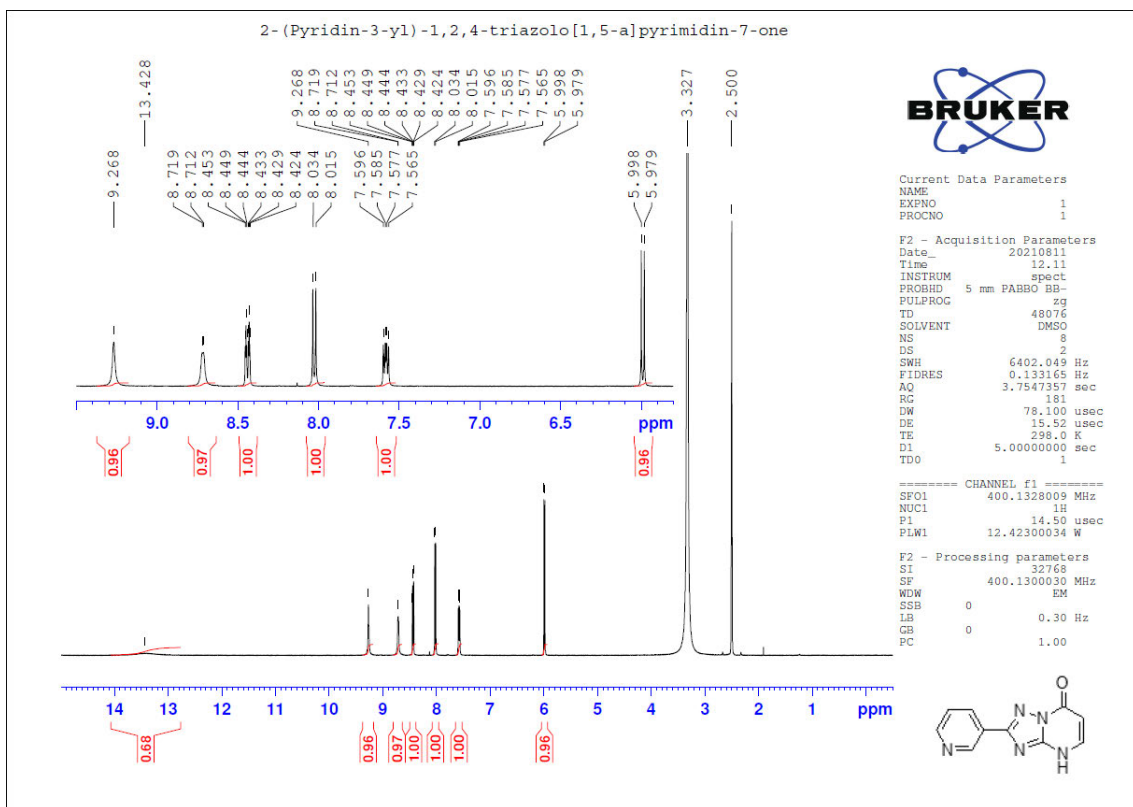 2-(Pyridin-3-yl)-1,2,4-triazolo[1,5-a]pyrimidin-7-one
13.428
9.268
8.719
8.712
8.453
8.449
8.444
8.433
8.429
8.424
8.034
8.015
7.596
7.585
7.577
7.565
5.998
5.979
3.327
2.500
9.268
8.719
8.712
8.453
8.449
8.444
8.433
8.429
8.424
8.034
8.015
7.596
7.585
7.577
7.565
5.998
5.979
9.0 8.5 8.0 7.5 7.0 6.5 ppm
0.96 0.97 1.00 1.00 1.00 0.96
14 13 12 11 10 9 8 7 6 5 4 3 2 1 ppm
0.68 0.96 0.97 1.00 1.00 1.00 0.96
BRUKER
Current Data Parameters
NAME
EXPNO 1
PROCNO 1
F2 - Acquisition Parameters
Date_ 20210811
Time 12.11
INSTRUM spect
PROBHD 5 mm PABBO BB-
PULPROG zg
TD 48076
SOLVENT DMSO
NS 8
DS 2
SWH 6402.049 Hz
FIDRES 0.133165 Hz
AQ 3.7547357 sec
RG 181
DW 78.100 usec
DE 15.52 usec
TE 298.0 K
D1 5.00000000 sec
TD0 1
======== CHANNEL f1 ========
SFO1 400.1328009 MHz
NUC1 1H
P1 14.50 usec
PLW1 12.42300034 W
F2 - Processing parameters
SI 32768
SF 400.1300030 MHz
WDW EM
SSB 0
LB 0.30 Hz
GB 0
PC 1.00
O
N N
N N N
H